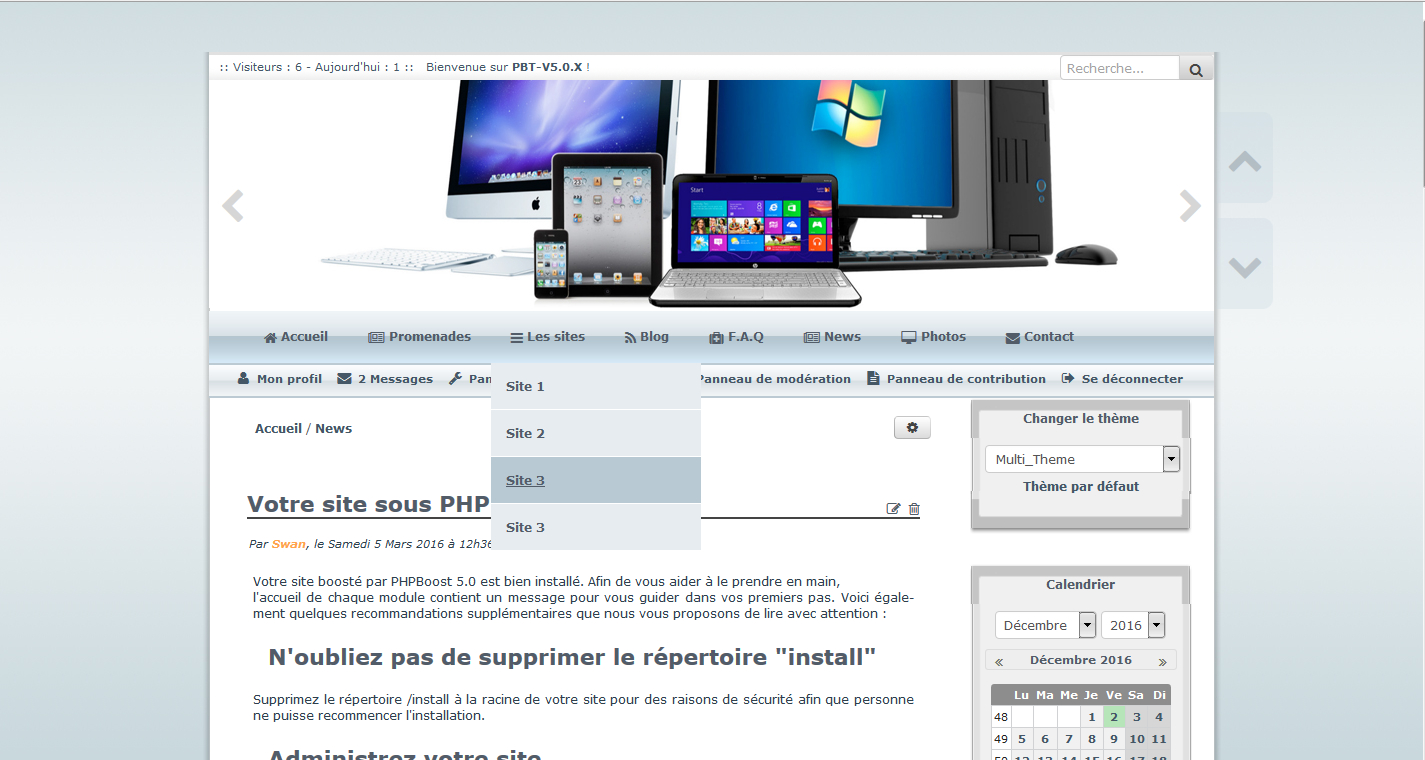 :: Visiteurs : 6 - Aujourd'hui : 1 :: Bienvenue sur PBT-V5.0.X !
Recherche...
Start
Accueil Promenades Les sites Blog F.A.Q News Photos Contact
Mon profil 2 Messages Pan
Panneau de modération Panneau de contribution Se déconnecter
Site 1
Site 2
Site 3
Site 3
Accueil / News
Votre site sous PHP
Par Swan, le Samedi 5 Mars 2016 à 12h36
Votre site boosté par PHPBoost 5.0 est bien installé. Afin de vous aider à le prendre en main,
l'accueil de chaque module contient un message pour vous guider dans vos premiers pas. Voici égale-
ment quelques recommandations supplémentaires que nous vous proposons de lire avec attention :
N'oubliez pas de supprimer le répertoire "install"
Supprimez le répertoire /install à la racine de votre site pour des raisons de sécurité afin que personne
ne puisse recommencer l'installation.
Administrez votre site
Changer le thème
Multi_Theme
Thème par défaut
Calendrier
Décembre 2016
« Décembre 2016 »
Lu Ma Me Je Ve Sa Di
48 1 2 3 4
49 5 6 7 8 9 10 11
50 12 13 14 15 16 17 18